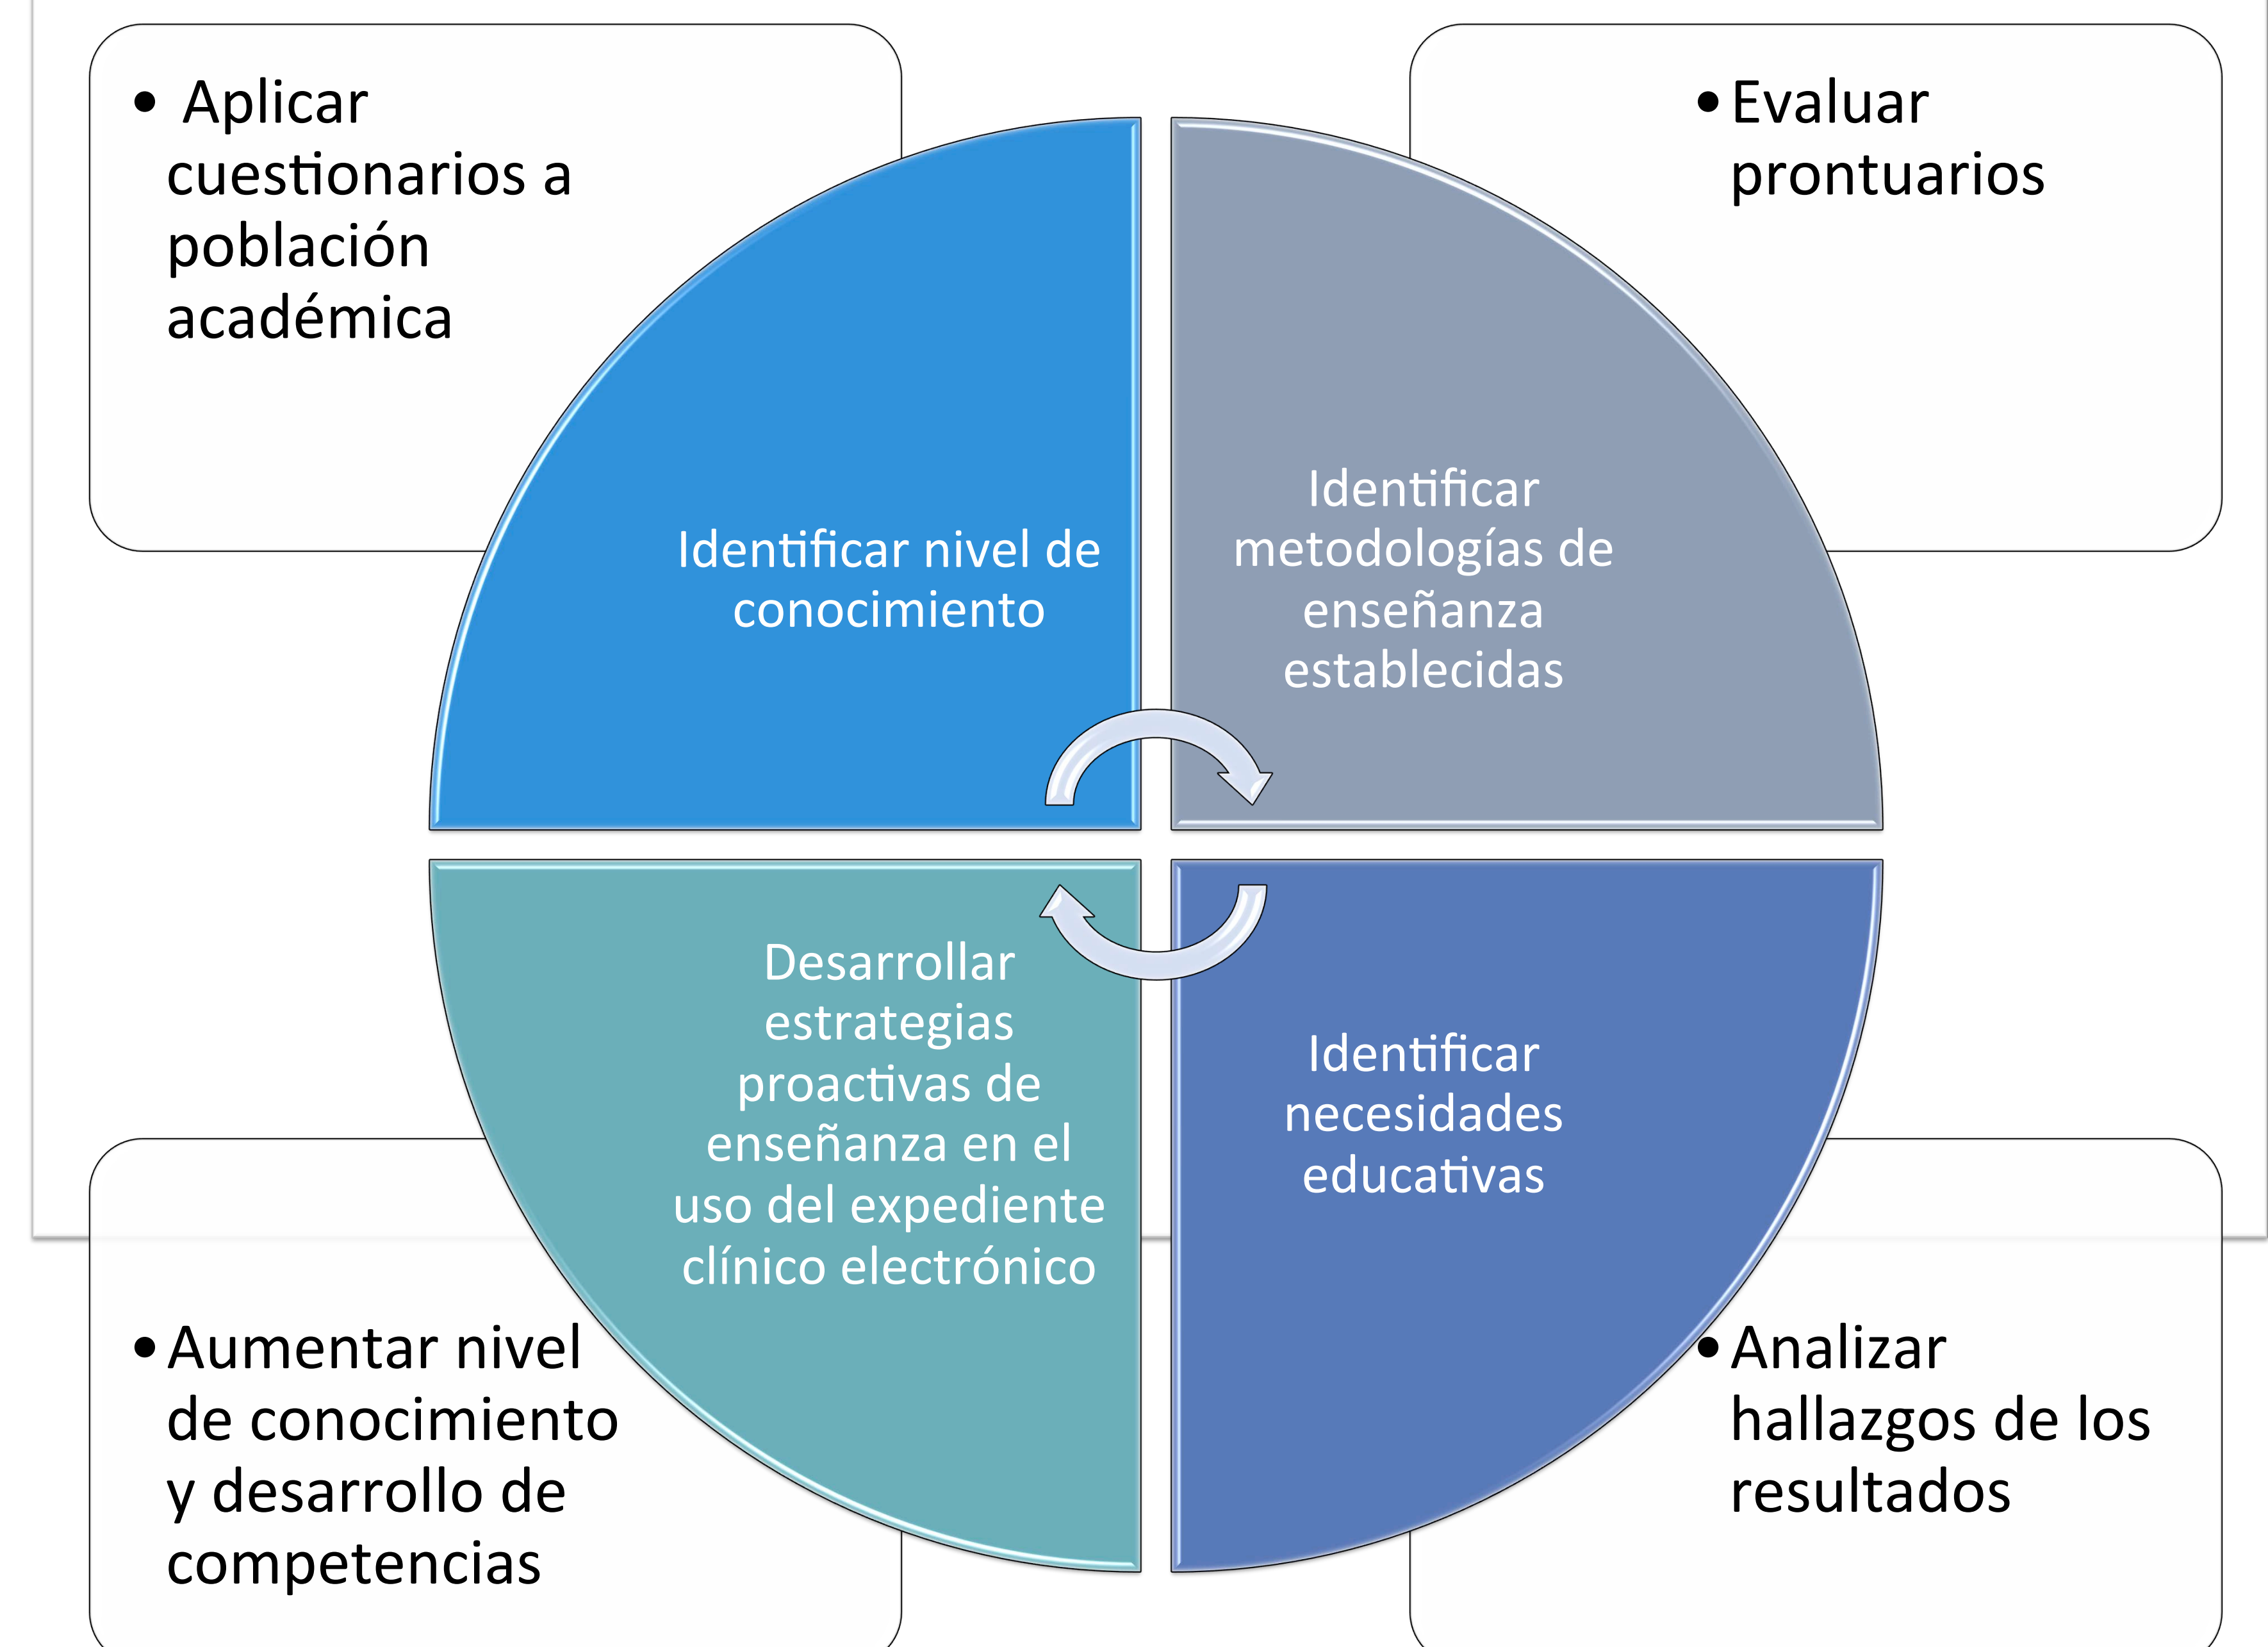 • Aplicar
cuestionarios a
población
académica
• Evaluar
prontuarios
Identificar nivel de
conocimiento
Identificar
metodologías de
enseñanza
establecidas
Desarrollar
estrategias
proactivas de
enseñanza en el
uso del expediente
clínico electrónico
Identificar
necesidades
educativas
• Aumentar nivel
de conocimiento
y desarrollo de
competencias
• Analizar
hallazgos de los
resultados